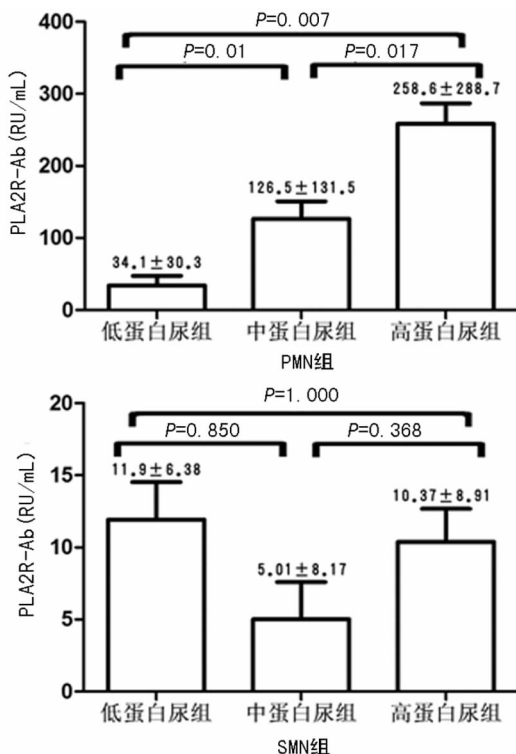 400
300
200
100
0
PLA2R-Ab(RU/mL)
P=0.007
P=0.01
P=0.017
258.6±288.7
126.5±131.5
34.1±30.3
低蛋白尿组
中蛋白尿组
高蛋白尿组
PMN组
20
15
10
5
0
PLA2R-Ab(RU/mL)
P=1.000
P=0.850
P=0.368
11.9±6.38
10.37±8.91
5.01±8.17
低蛋白尿组
中蛋白尿组
高蛋白尿组
SMN组